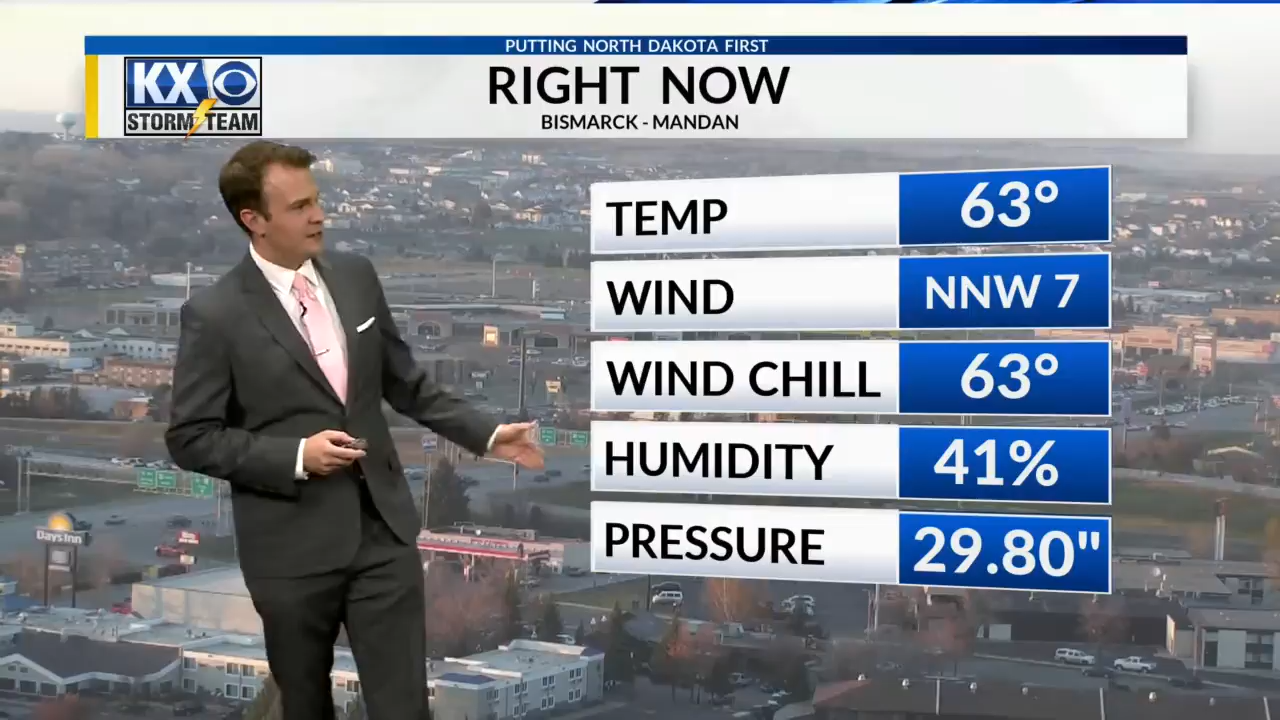 PUTTING NORTH DAKOTA FIRST
KX
STORM TEAM
RIGHT NOW
BISMARCK - MANDAN
TEMP 63°
WIND NNW 7
WIND CHILL 63°
HUMIDITY 41%
PRESSURE 29.80"
Days Inn